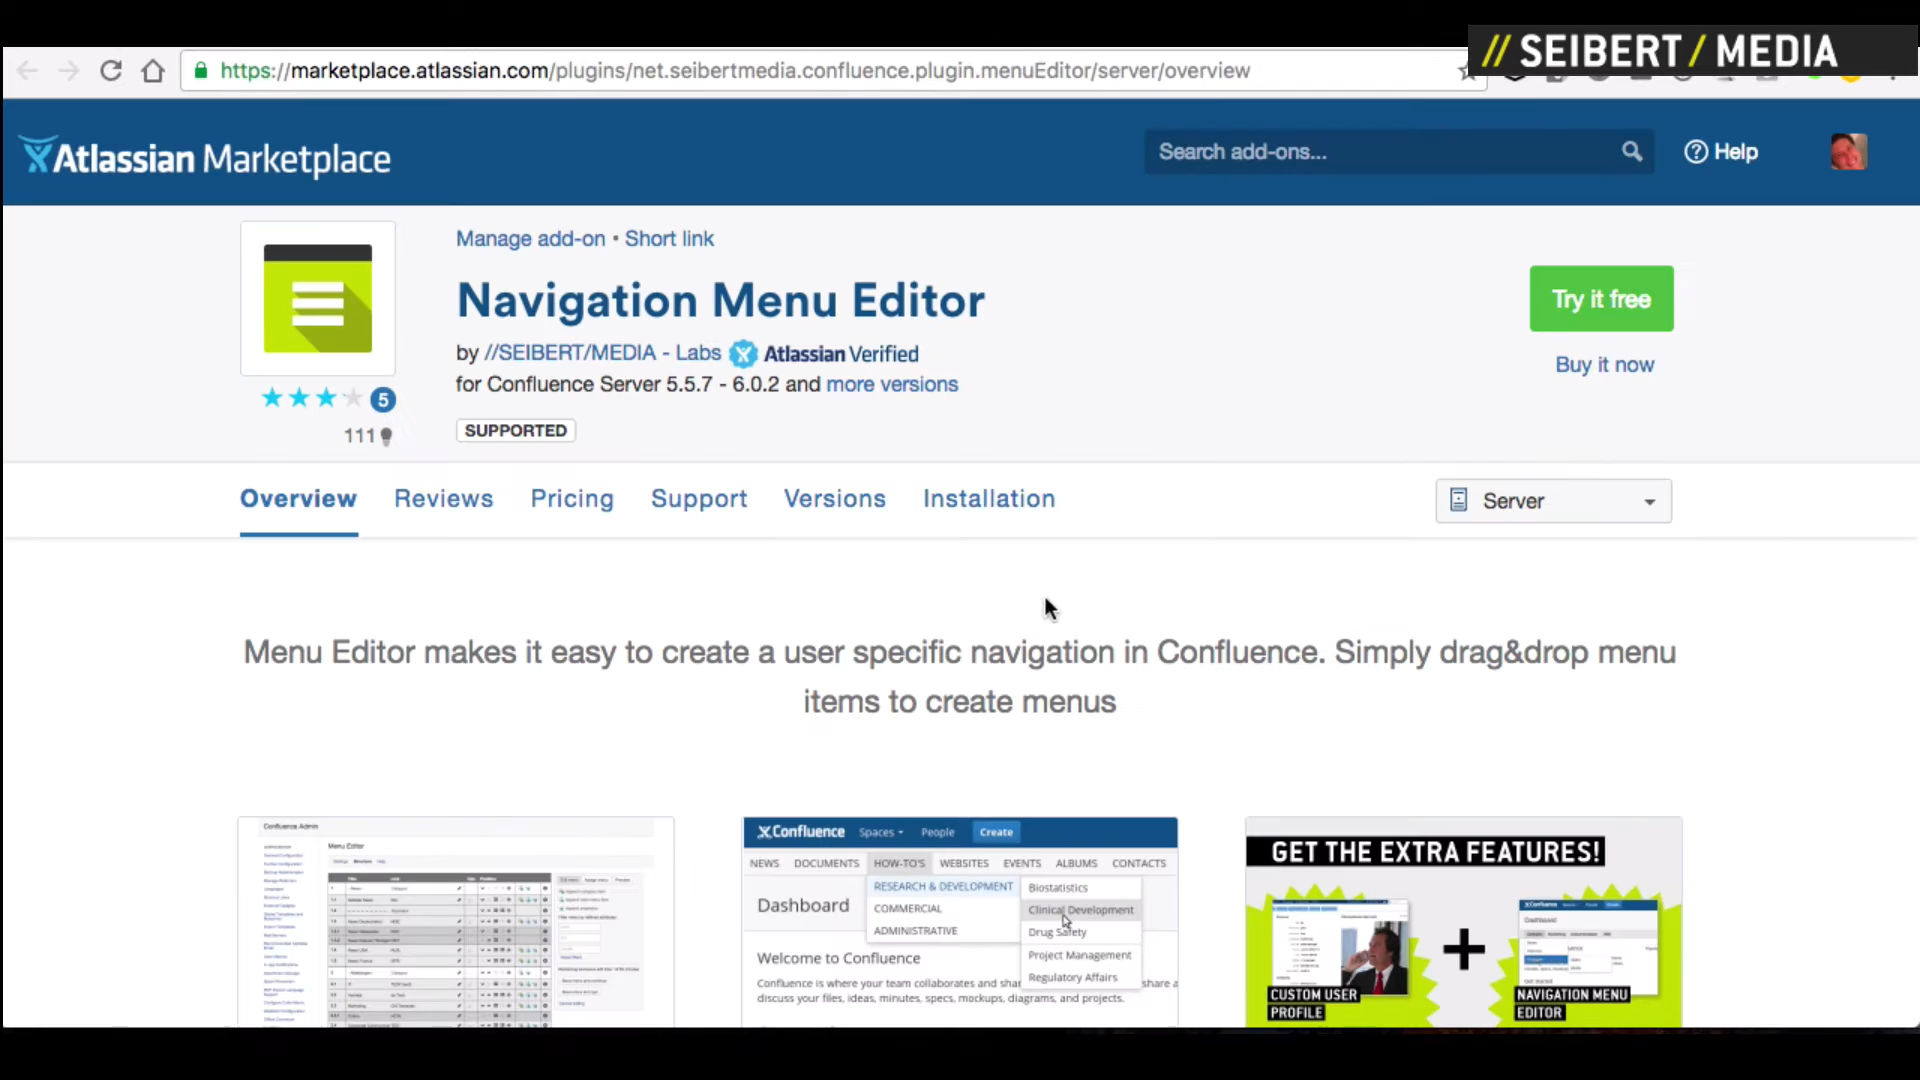 // SEIBERT / MEDIA
https://marketplace.atlassian.com/plugins/net.seibertmedia.confluence.plugin.menuEditor/server/overview
Atlassian Marketplace
Search add-ons...
Help
Manage add-on • Short link
Navigation Menu Editor
Try it free
by //SEIBERT/MEDIA - Labs Atlassian Verified
Buy it now
for Confluence Server 5.5.7 - 6.0.2 and more versions
5
111
SUPPORTED
Overview Reviews Pricing Support Versions Installation
Server
Menu Editor makes it easy to create a user specific navigation in Confluence. Simply drag&drop menu
items to create menus
Confluence Admin
Menu Editor
Confluence Spaces People Create
NEWS DOCUMENTS HOW-TO'S WEBSITES EVENTS ALBUMS CONTACTS
RESEARCH & DEVELOPMENT
COMMERCIAL
ADMINISTRATIVE
Biostatistics
Clinical Development
Drug Safety
Project Management
Regulatory Affairs
Dashboard
Welcome to Confluence
Confluence is where your team collaborates and shar share a
discuss your files, ideas, minutes, specs, mockups, diagrams, and projects.
GET THE EXTRA FEATURES!
CUSTOM USER
PROFILE
+
NAVIGATION MENU
EDITOR